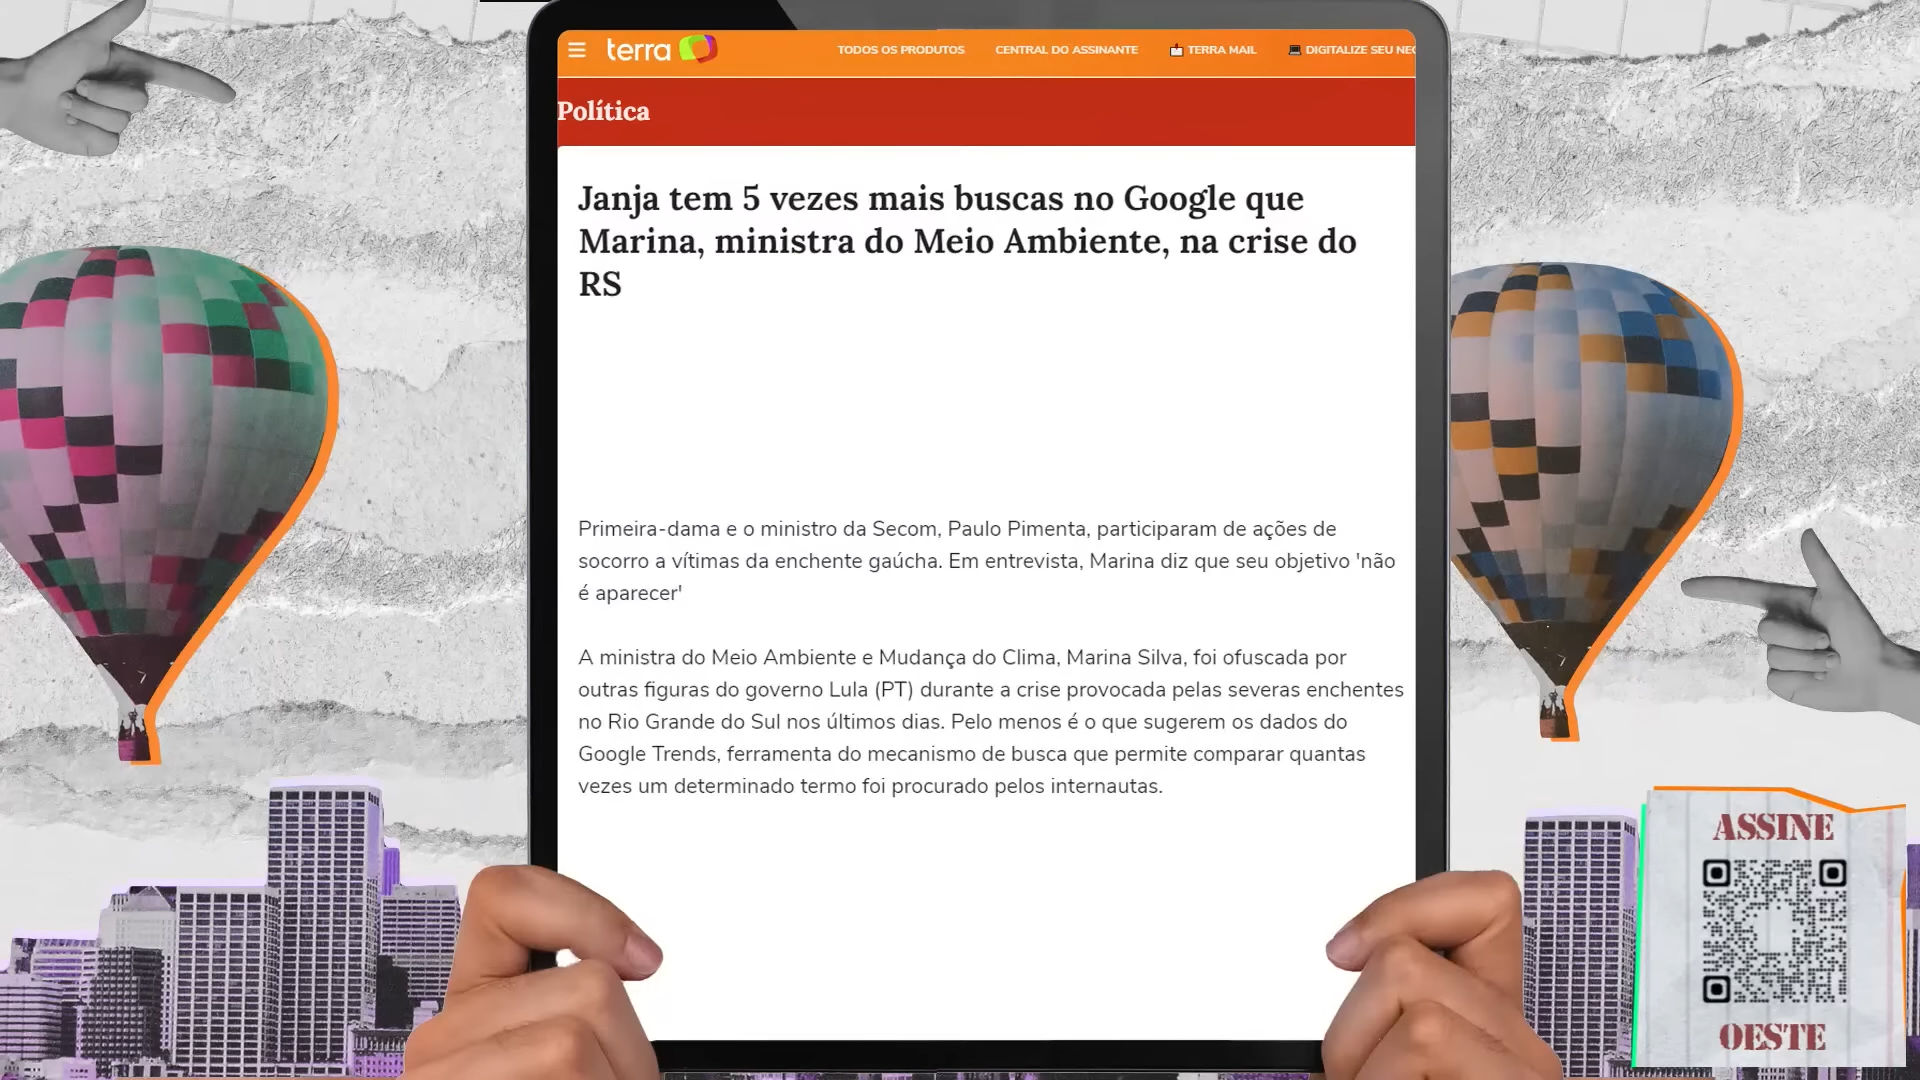 terra
TODOS OS PRODUTOS
CENTRAL DO ASSINANTE
TERRA MAIL
DIGITALIZE SEU
Política
Janja tem 5 vezes mais buscas no Google que
Marina, ministra do Meio Ambiente, na crise do
RS
Primeira-dama e o ministro da Secom, Paulo Pimenta, participaram de ações de
socorro a vítimas da enchente gaúcha. Em entrevista, Marina diz que seu objetivo 'não
é aparecer'
A ministra do Meio Ambiente e Mudança do Clima, Marina Silva, foi ofuscada por
outras figuras do governo Lula (PT) durante a crise provocada pelas severas enchentes
no Rio Grande do Sul nos últimos dias. Pelo menos é o que sugerem os dados do
Google Trends, ferramenta do mecanismo de busca que permite comparar quantas
vezes um determinado termo foi procurado pelos internautas.
ASSINE
OESTE